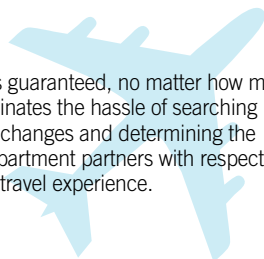 guaranteed, no matter how
inates the hassle of searching
changes and determining the
partment partners with respect
travel experience.